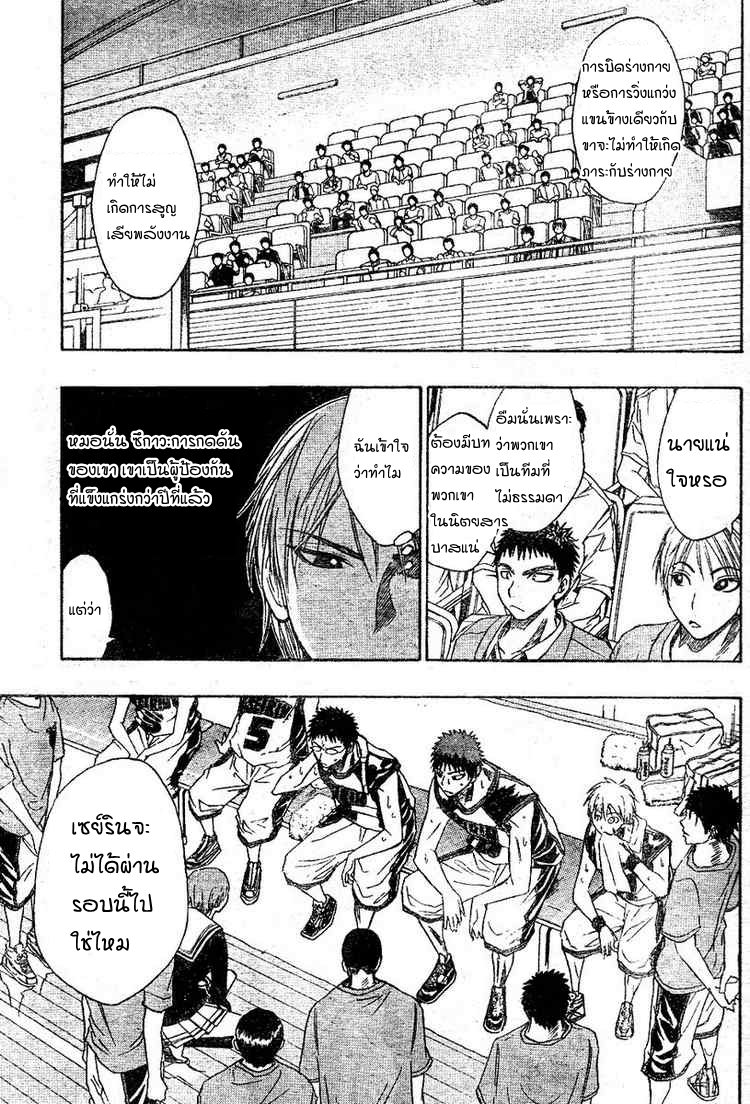 การบิดร่างกาย
หรือการวิ่งแกว่ง
แขนข้างเดียวกับ
ขาจะไม่ทำให้เกิด
ภาระกับร่างกาย
ทำให้ไม่
เกิดการสูญ
เสียพลังงาน
นายแน่
ใจหรอ
อืมนั่นเพราะ
ว่าพวกเขา
เป็นทีมที่
ไม่ธรรมดา
ต้องมีบท
ความของ
พวกเขา
ในนิตยสาร
บาสแน่
ฉันเข้าใจ
ว่าทำไม
หมอนั่น ซึกาวะการกดดัน
ของเขา เขาเป็นผู้ป้องกัน
ที่แข็งแกร่งกว่าปีที่แล้ว
แต่ว่า
5
เซย์รินจะ
ไม่ได้ผ่าน
รอบนี้ไป
ใช่ไหม